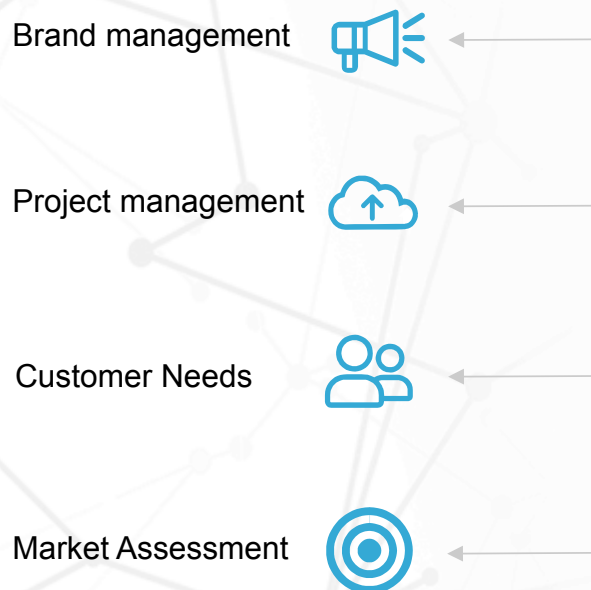 Brand management
Project management
Customer Needs
Market Assessment